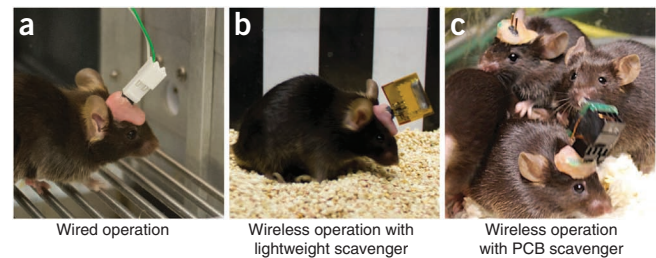 a
b
c
Wired operation
Wireless operation with
lightweight scavenger
Wireless operation
with PCB scavenger